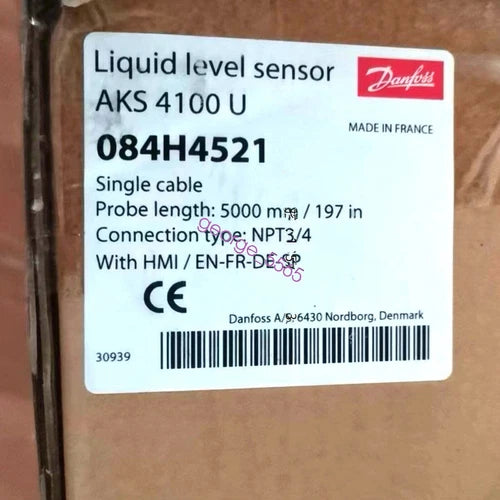 Liquid level sensor
AKS 4100 U
Danfoss
MADE IN FRANCE
084H4521
Single cable
Probe length: 5000 mm / 197 in
Connection type: NPT3/4
With HMI / EN-FR-DE
CE
Danfoss A/S, 6430 Nordborg, Denmark
30939